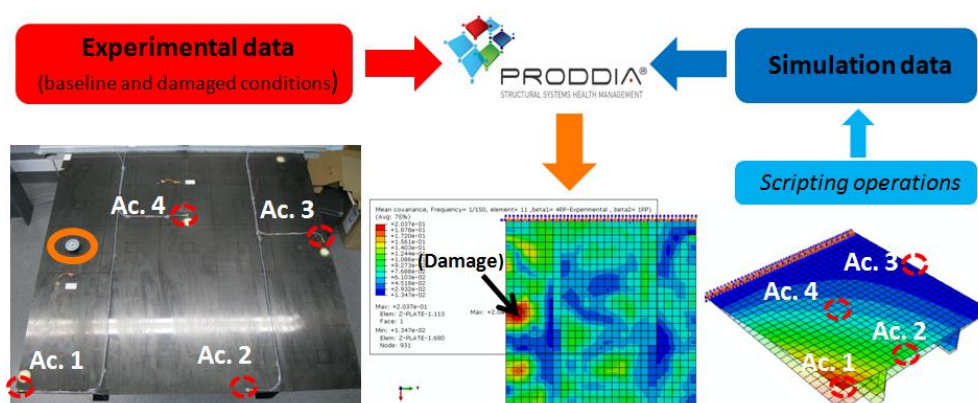 Experimental data
(baseline and damaged conditions)
PRODDIA®
STRUCTURAL SYSTEMS HEALTH MANAGEMENT
Simulation data
Scripting operations
Ac. 4
Ac. 3
Ac. 1
Ac. 2
Mean covariance, Frequency= 1/150, element= 11 ,beta1= 4RP-Experimental , beta2= 1RP)
(Avg: 76%)
+2.037e-01
+1.878e-01
+1.720e-01
+1.561e-01
+1.403e-01
+1.244e-01
+1.086e-01
+9.273e-02
+7.688e-02
+6.103e-02
+4.518e-02
+2.932e-02
+1.347e-02
Max: +2.037e-01
Elem: Z-PLATE-1.113
Face: 1
Min: +1.347e-02
Elem: Z-PLATE-1.680
Node: 931
(Damage)
Ac. 3
Ac. 4
Ac. 2
Ac. 1